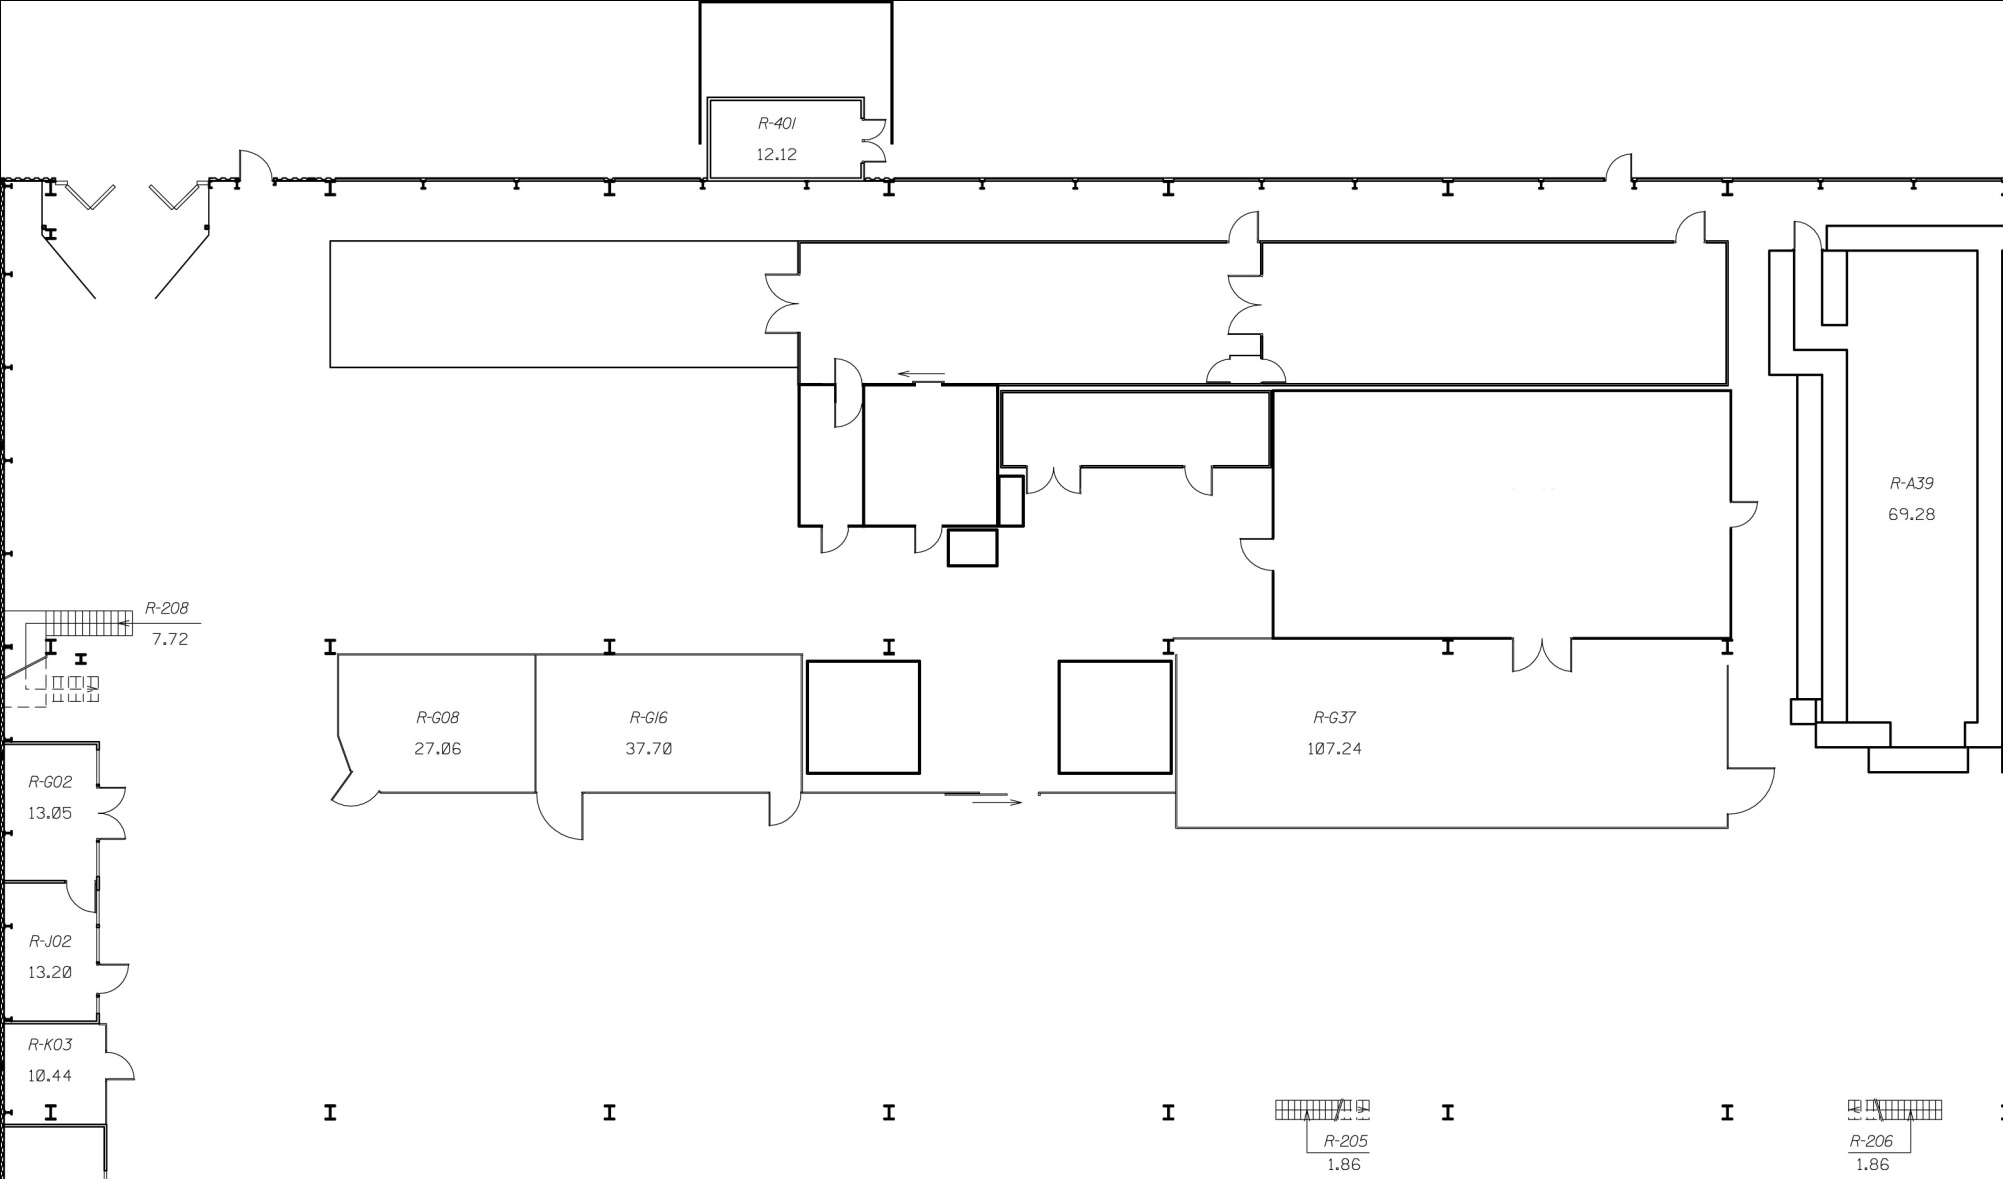 R-401
12.12
R-A39
69.28
R-208
7.72
R-G08
27.06
R-G16
37.70
R-G37
107.24
R-G02
13.05
R-J02
13.20
R-K03
10.44
R-205
1.86
R-206
1.86